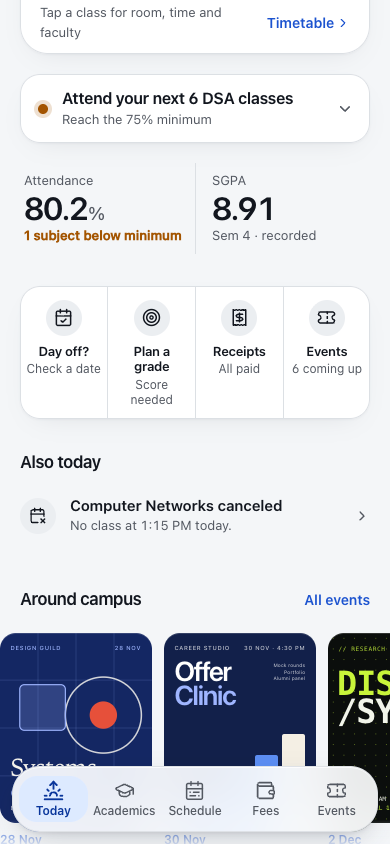 Tap a class for room, time and
faculty
Timetable
Attend your next 6 DSA classes
Reach the 75% minimum
Attendance
80.2%
1 subject below minimum
SGPA
8.91
Sem 4 · recorded
Day off?
Check a date
Plan a
grade
Score
needed
Receipts
All paid
Events
6 coming up
Also today
Computer Networks canceled
No class at 1:15 PM today.
Around campus
All events
DESIGN GUILD
28 NOV
Systems
CAREER STUDIO
30 NOV · 4:30 PM
Offer
Clinic
Mock rounds
Portfolio
Alumni panel
// RESEARCH
DIS
/SY
Today
Academics
Schedule
Fees
Events
28 Nov
30 Nov
2 Dec